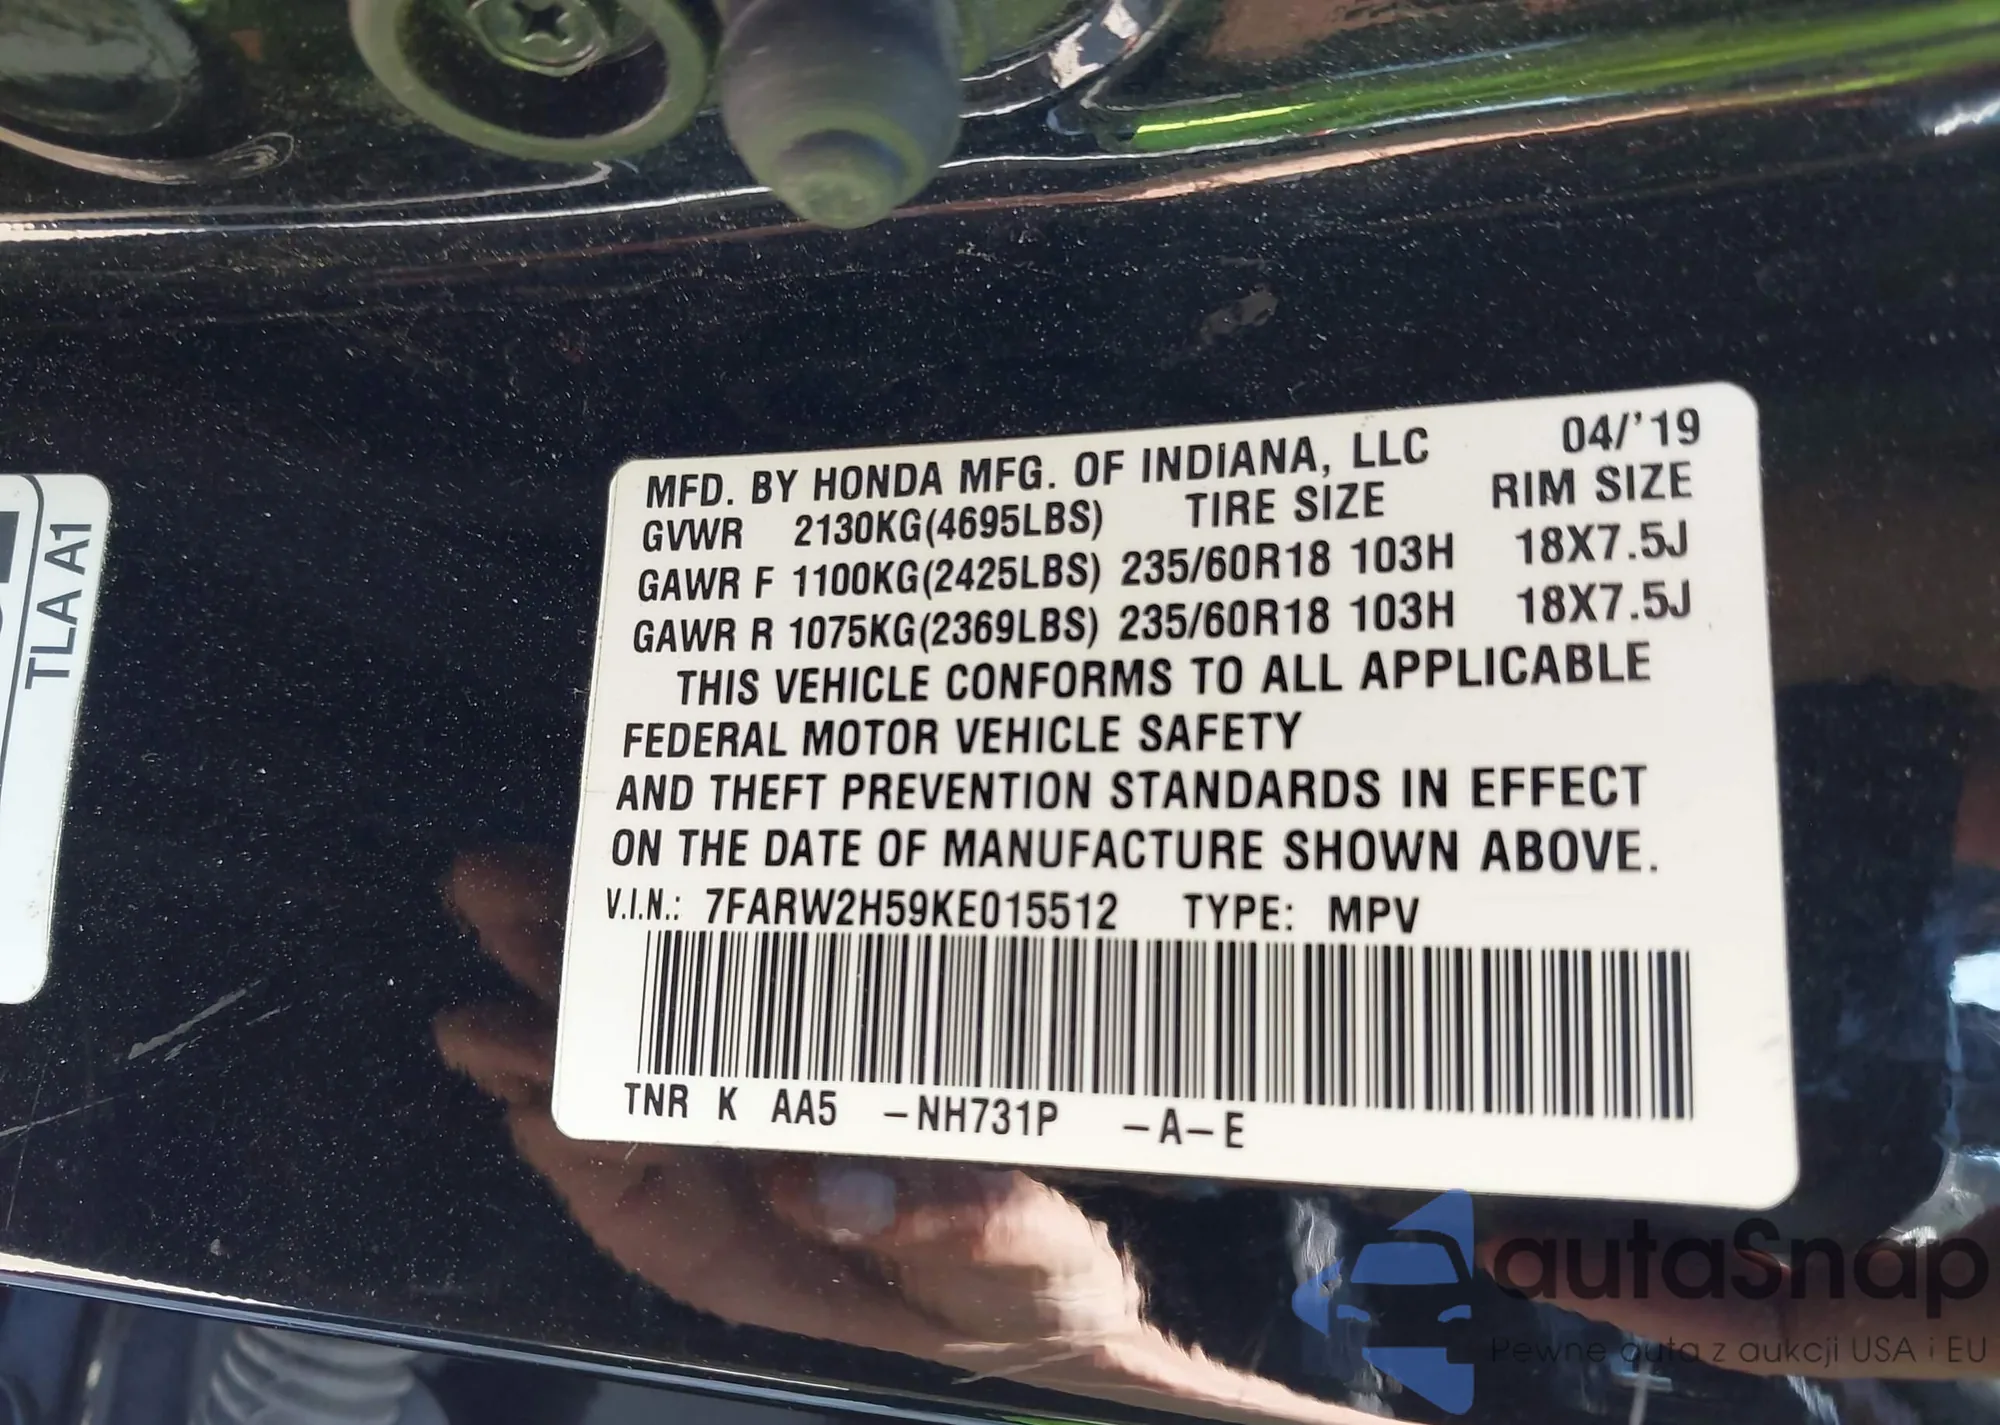 MFD. BY HONDA MFG. OF INDIANA, LLC 04/'19
GVWR 2130KG(4695LBS) TIRE SIZE RIM SIZE
GAWR F 1100KG(2425LBS) 235/60R18 103H 18X7.5J
GAWR R 1075KG(2369LBS) 235/60R18 103H 18X7.5J
THIS VEHICLE CONFORMS TO ALL APPLICABLE
FEDERAL MOTOR VEHICLE SAFETY
AND THEFT PREVENTION STANDARDS IN EFFECT
ON THE DATE OF MANUFACTURE SHOWN ABOVE.
V.I.N.: 7FARW2H59KE015512 TYPE: MPV
TNR K AA5 -NH731P -A-E
TLA A1
autaSnap
Pewne auta z aukcji USA i EU